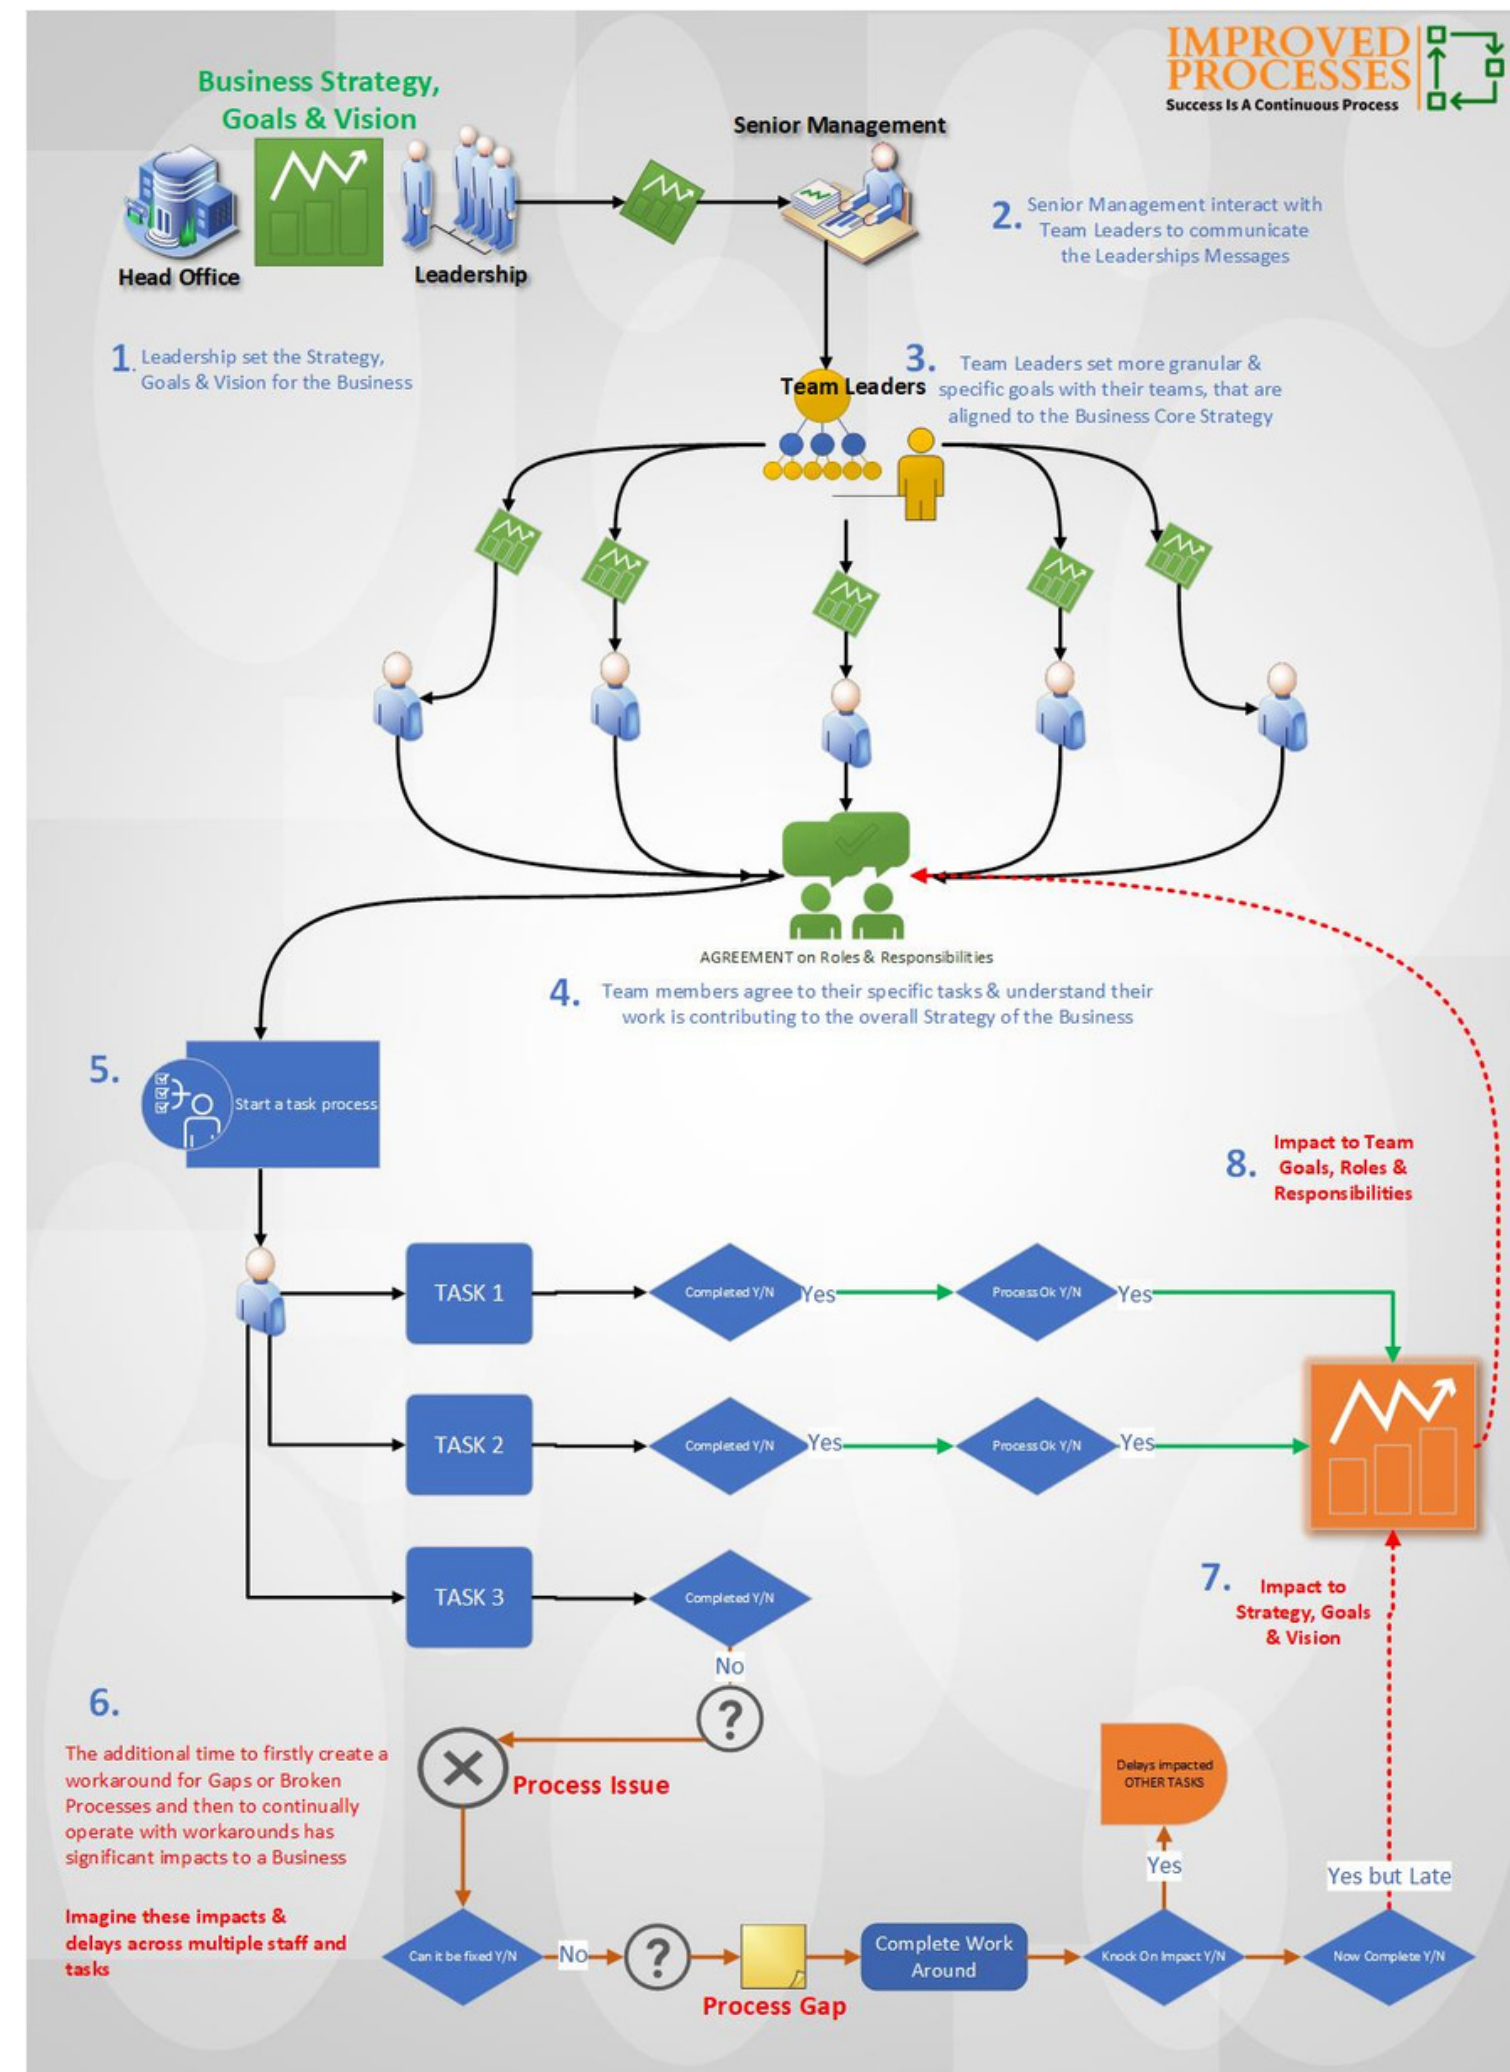 IMPROVED
PROCESSES
Success Is A Continuous Process
Business Strategy,
Goals & Vision
Head Office
Leadership
Senior Management
2. Senior Management interact with
Team Leaders to communicate
the Leaderships Messages
1. Leadership set the Strategy,
Goals & Vision for the Business
Team Leaders
3. Team Leaders set more granular &
specific goals with their teams, that are
aligned to the Business Core Strategy
AGREEMENT on Roles & Responsibilities
4. Team members agree to their specific tasks & understand their
work is contributing to the overall Strategy of the Business
5.
Start a task process
8. Impact to Team
Goals, Roles &
Responsibilities
TASK 1
Completed Y/N
Yes
Process Ok Y/N
Yes
TASK 2
Completed Y/N
Yes
Process Ok Y/N
Yes
TASK 3
Completed Y/N
No
?
7. Impact to
Strategy, Goals
& Vision
6.
The additional time to firstly create a
workaround for Gaps or Broken
Processes and then to continually
operate with workarounds has
significant impacts to a Business
Imagine these impacts &
delays across multiple staff and
tasks
Process Issue
Can it be fixed Y/N
No
?
Process Gap
Complete Work
Around
Knock On Impact Y/N
Yes
Delays impacted
OTHER TASKS
Now Complete Y/N
Yes but Late